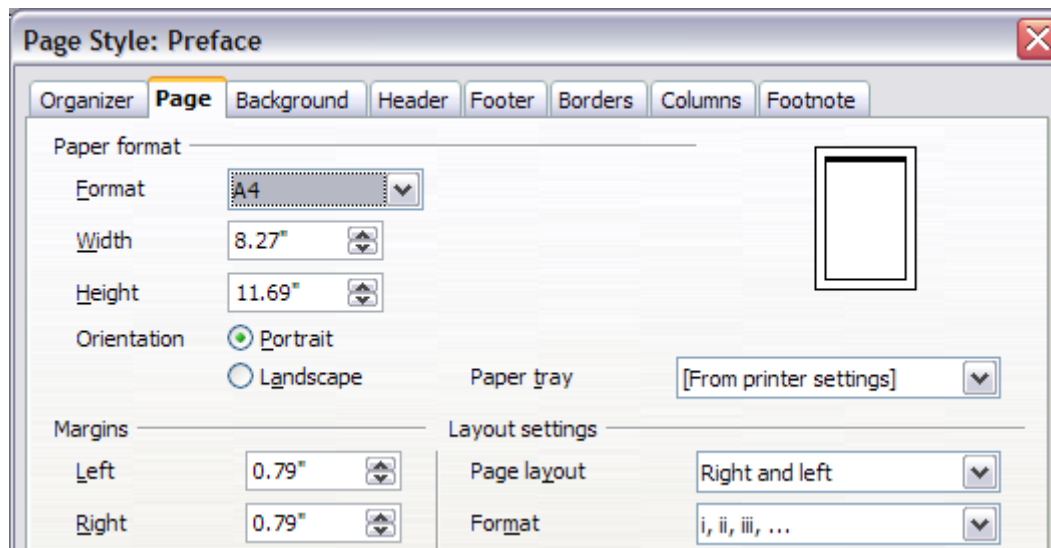 Page Style: Preface
Organizer Page Background Header Footer Borders Columns Footnote
Paper format
Format A4
Width 8.27"
Height 11.69"
Orientation Portrait
Landscape Paper tray [From printer settings]
Margins Layout settings
Left 0.79" Page layout Right and left
Right 0.79" Format i, ii, iii, ...